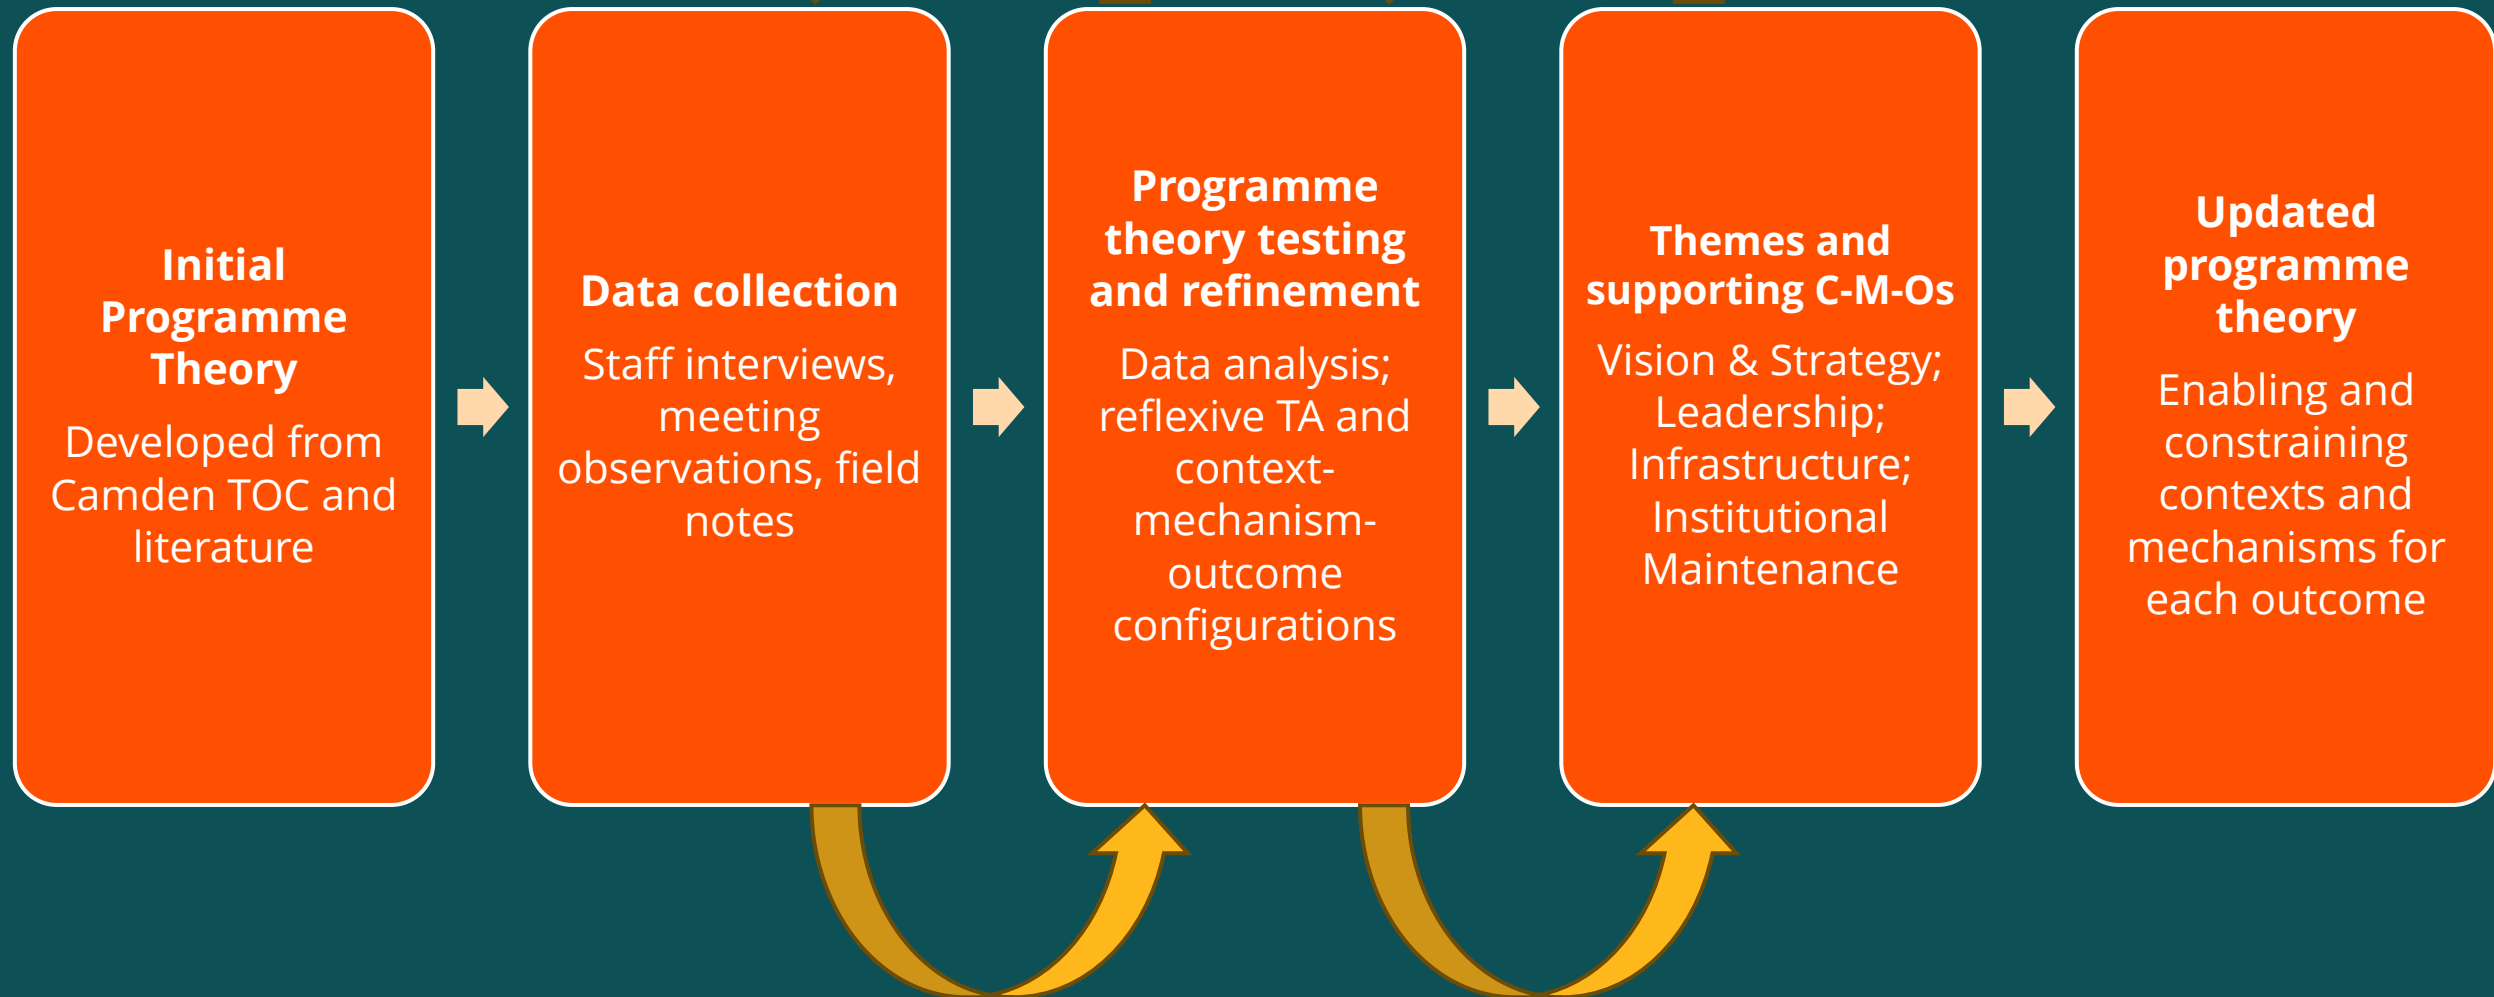 Initial
Programme
Theory
Developed from
Camden TOC and
literature
Data collection
Staff interviews,
meeting
observations, field
notes
Programme
theory testing
and refinement
Data analysis;
reflexive TA and
context-
mechanism-
outcome
configurations
Themes and
supporting C-M-Os
Vision & Strategy;
Leadership;
Infrastructure;
Institutional
Maintenance
Updated
programme
theory
Enabling and
constraining
contexts and
mechanisms for
each outcome